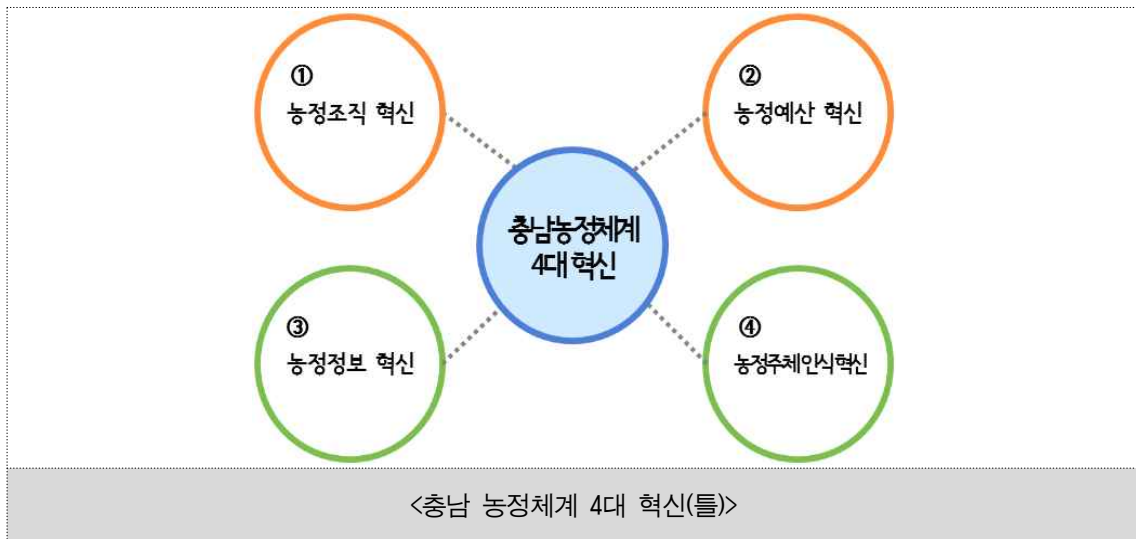 ①
농정조직 혁신
②
농정예산 혁신
충남농정체계
4대 혁신
③
농정정보 혁신
④
농정주체인식혁신
<충남 농정체계 4대 혁신(틀)>